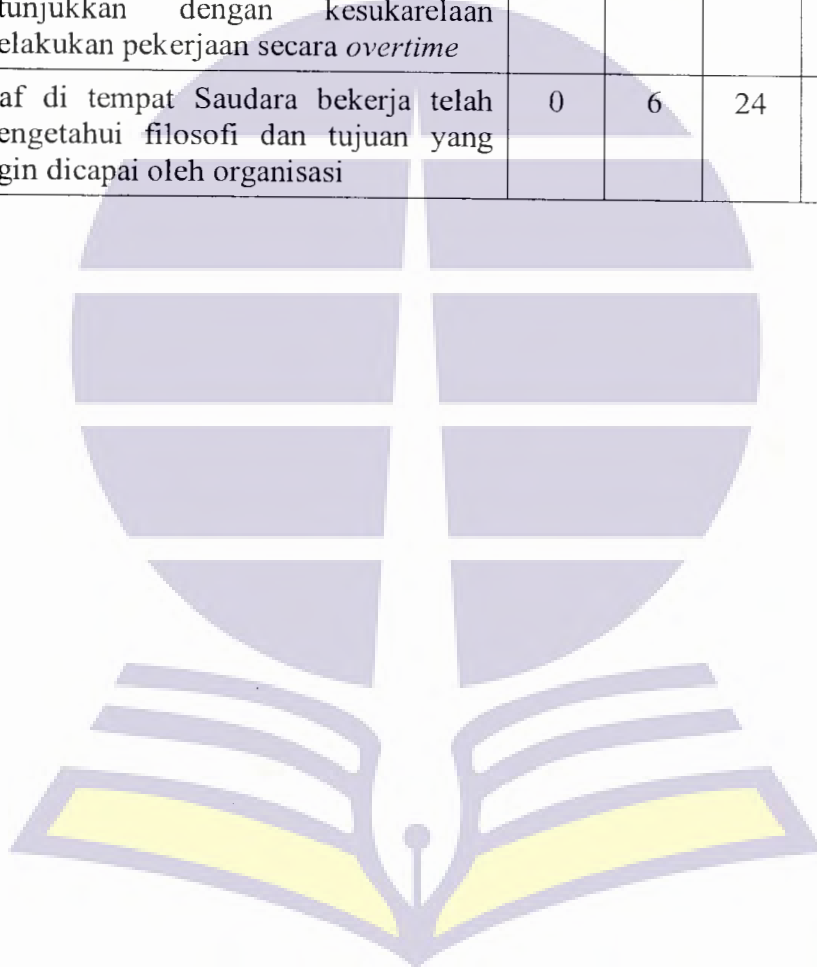 tunjukkan dengan kesukarelaan
elakukan pekerjaan secara overtime
af di tempat Saudara bekerja telah 0 6 24
engetahui filosofi dan tujuan yang
gin dicapai oleh organisasi